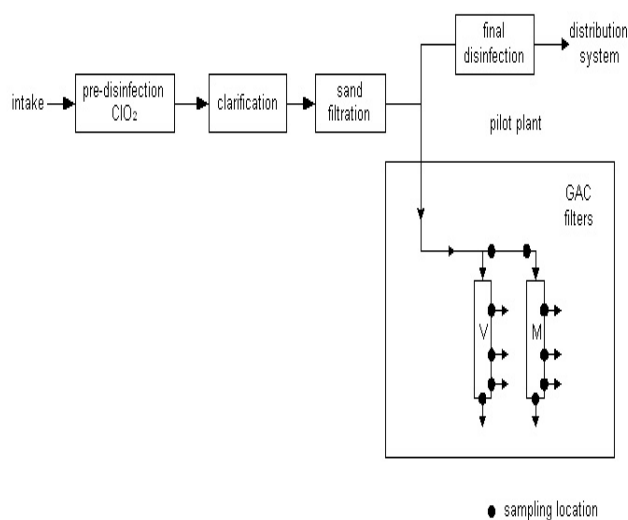 intake
pre-disinfection
ClO₂
clarification
sand
filtration
final
disinfection
distribution
system
pilot plant
GAC
filters
V
M
sampling location